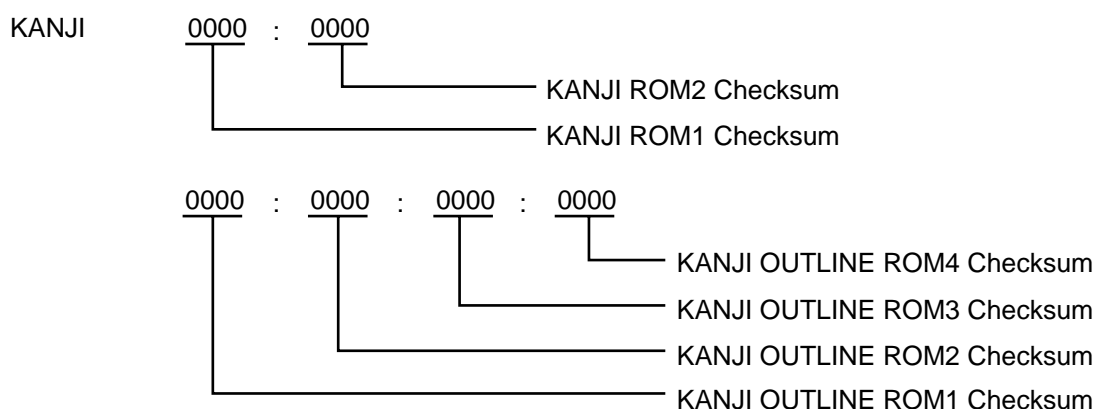 KANJI 0000 : 0000
KANJI ROM2 Checksum
KANJI ROM1 Checksum
0000 : 0000 : 0000 : 0000
KANJI OUTLINE ROM4 Checksum
KANJI OUTLINE ROM3 Checksum
KANJI OUTLINE ROM2 Checksum
KANJI OUTLINE ROM1 Checksum